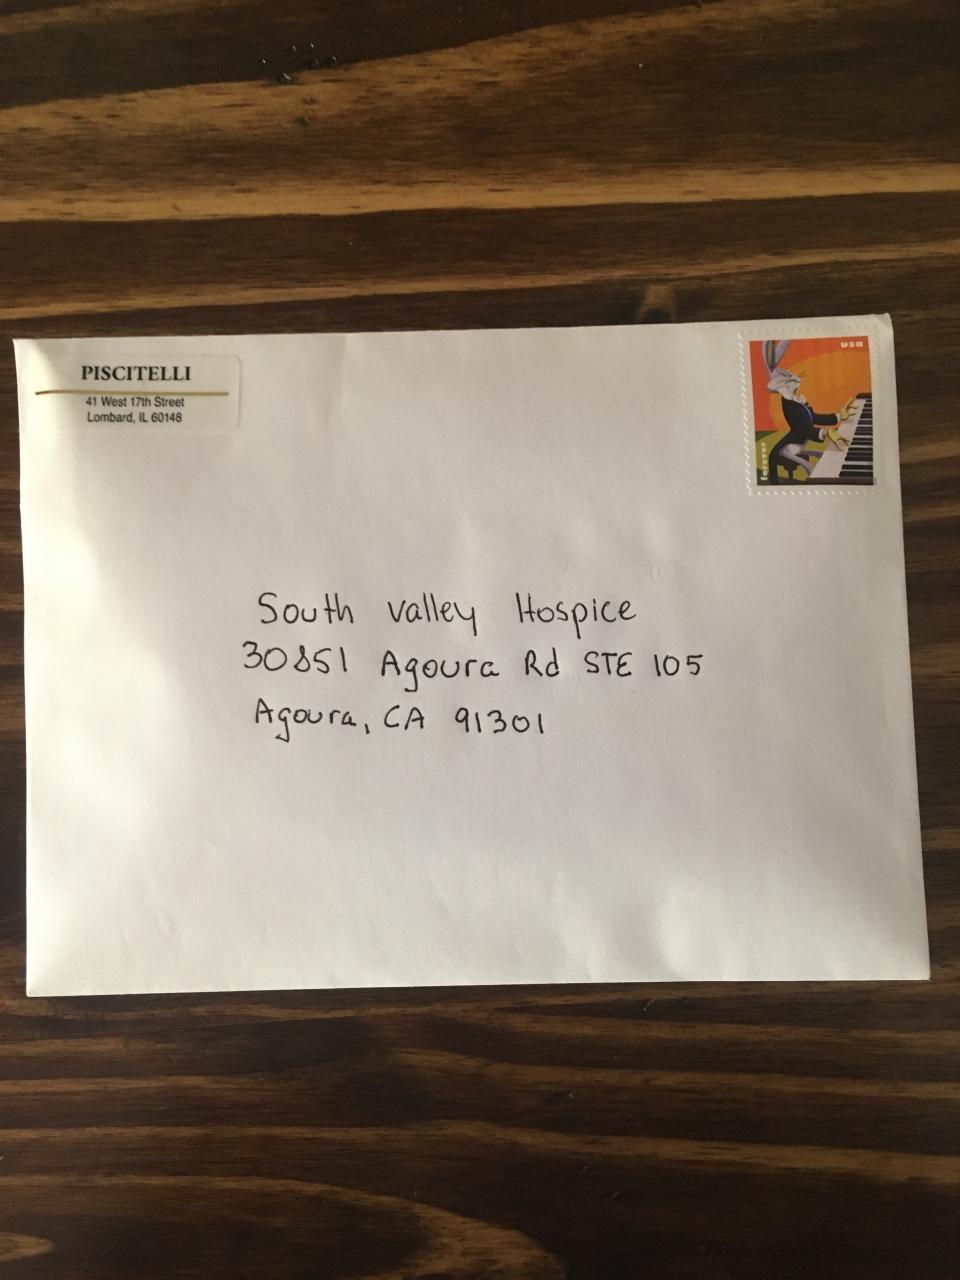 PISCITELLI
41 West 17th Street
Lombard, IL 60148
usa
forever
South Valley Hospice
30851 Agoura Rd STE 105
Agoura, CA 91301